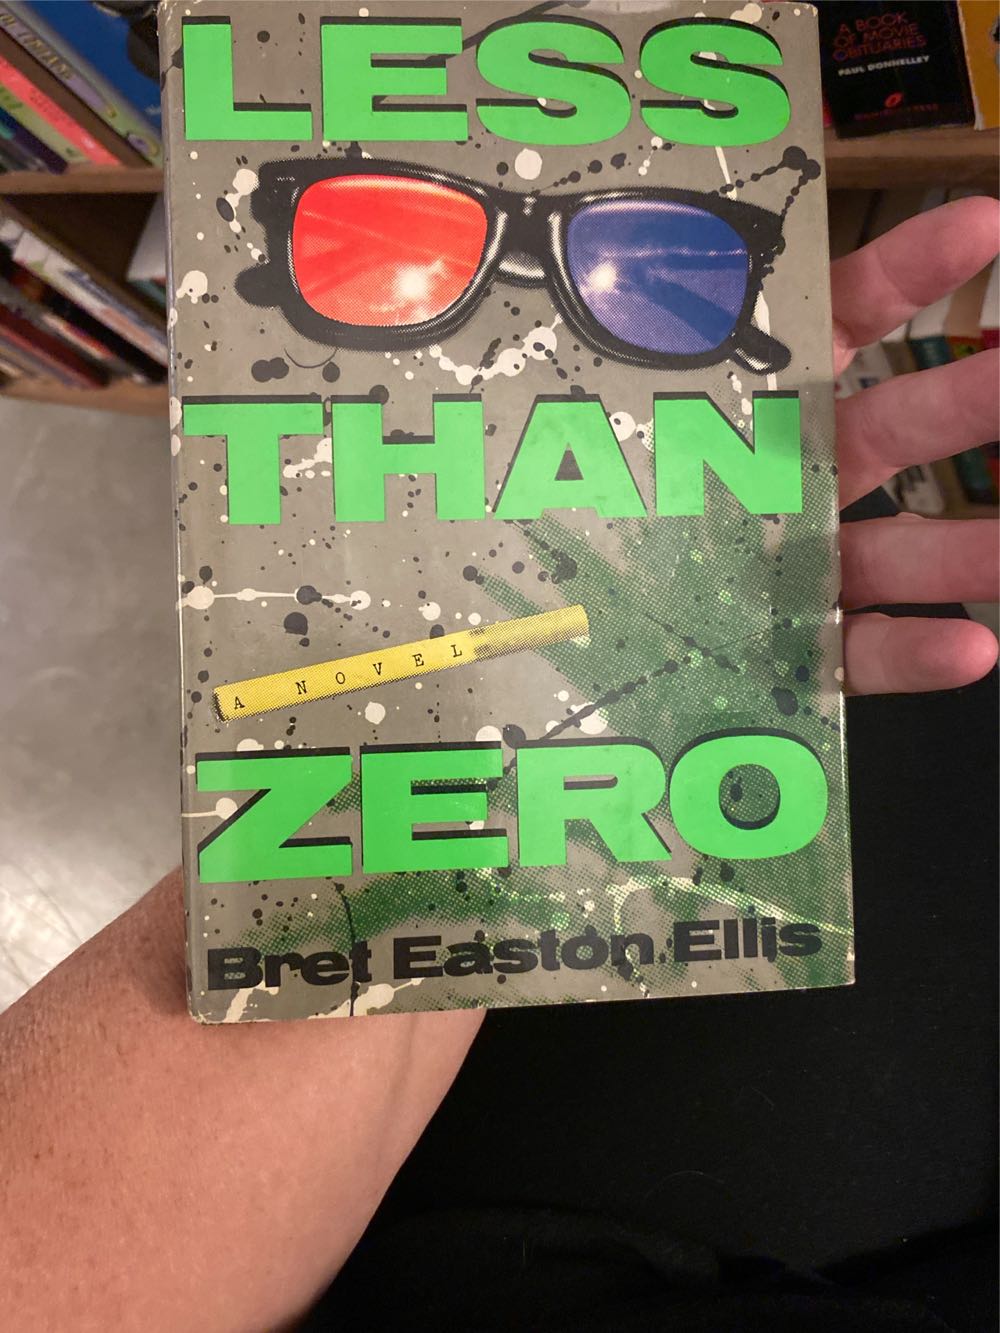 A BOOK
OF MOVIE
OBITUARIES
PAUL DONNELLEY
LESS
THAN
A NOVEL
ZERO
Bret Easton Ellis